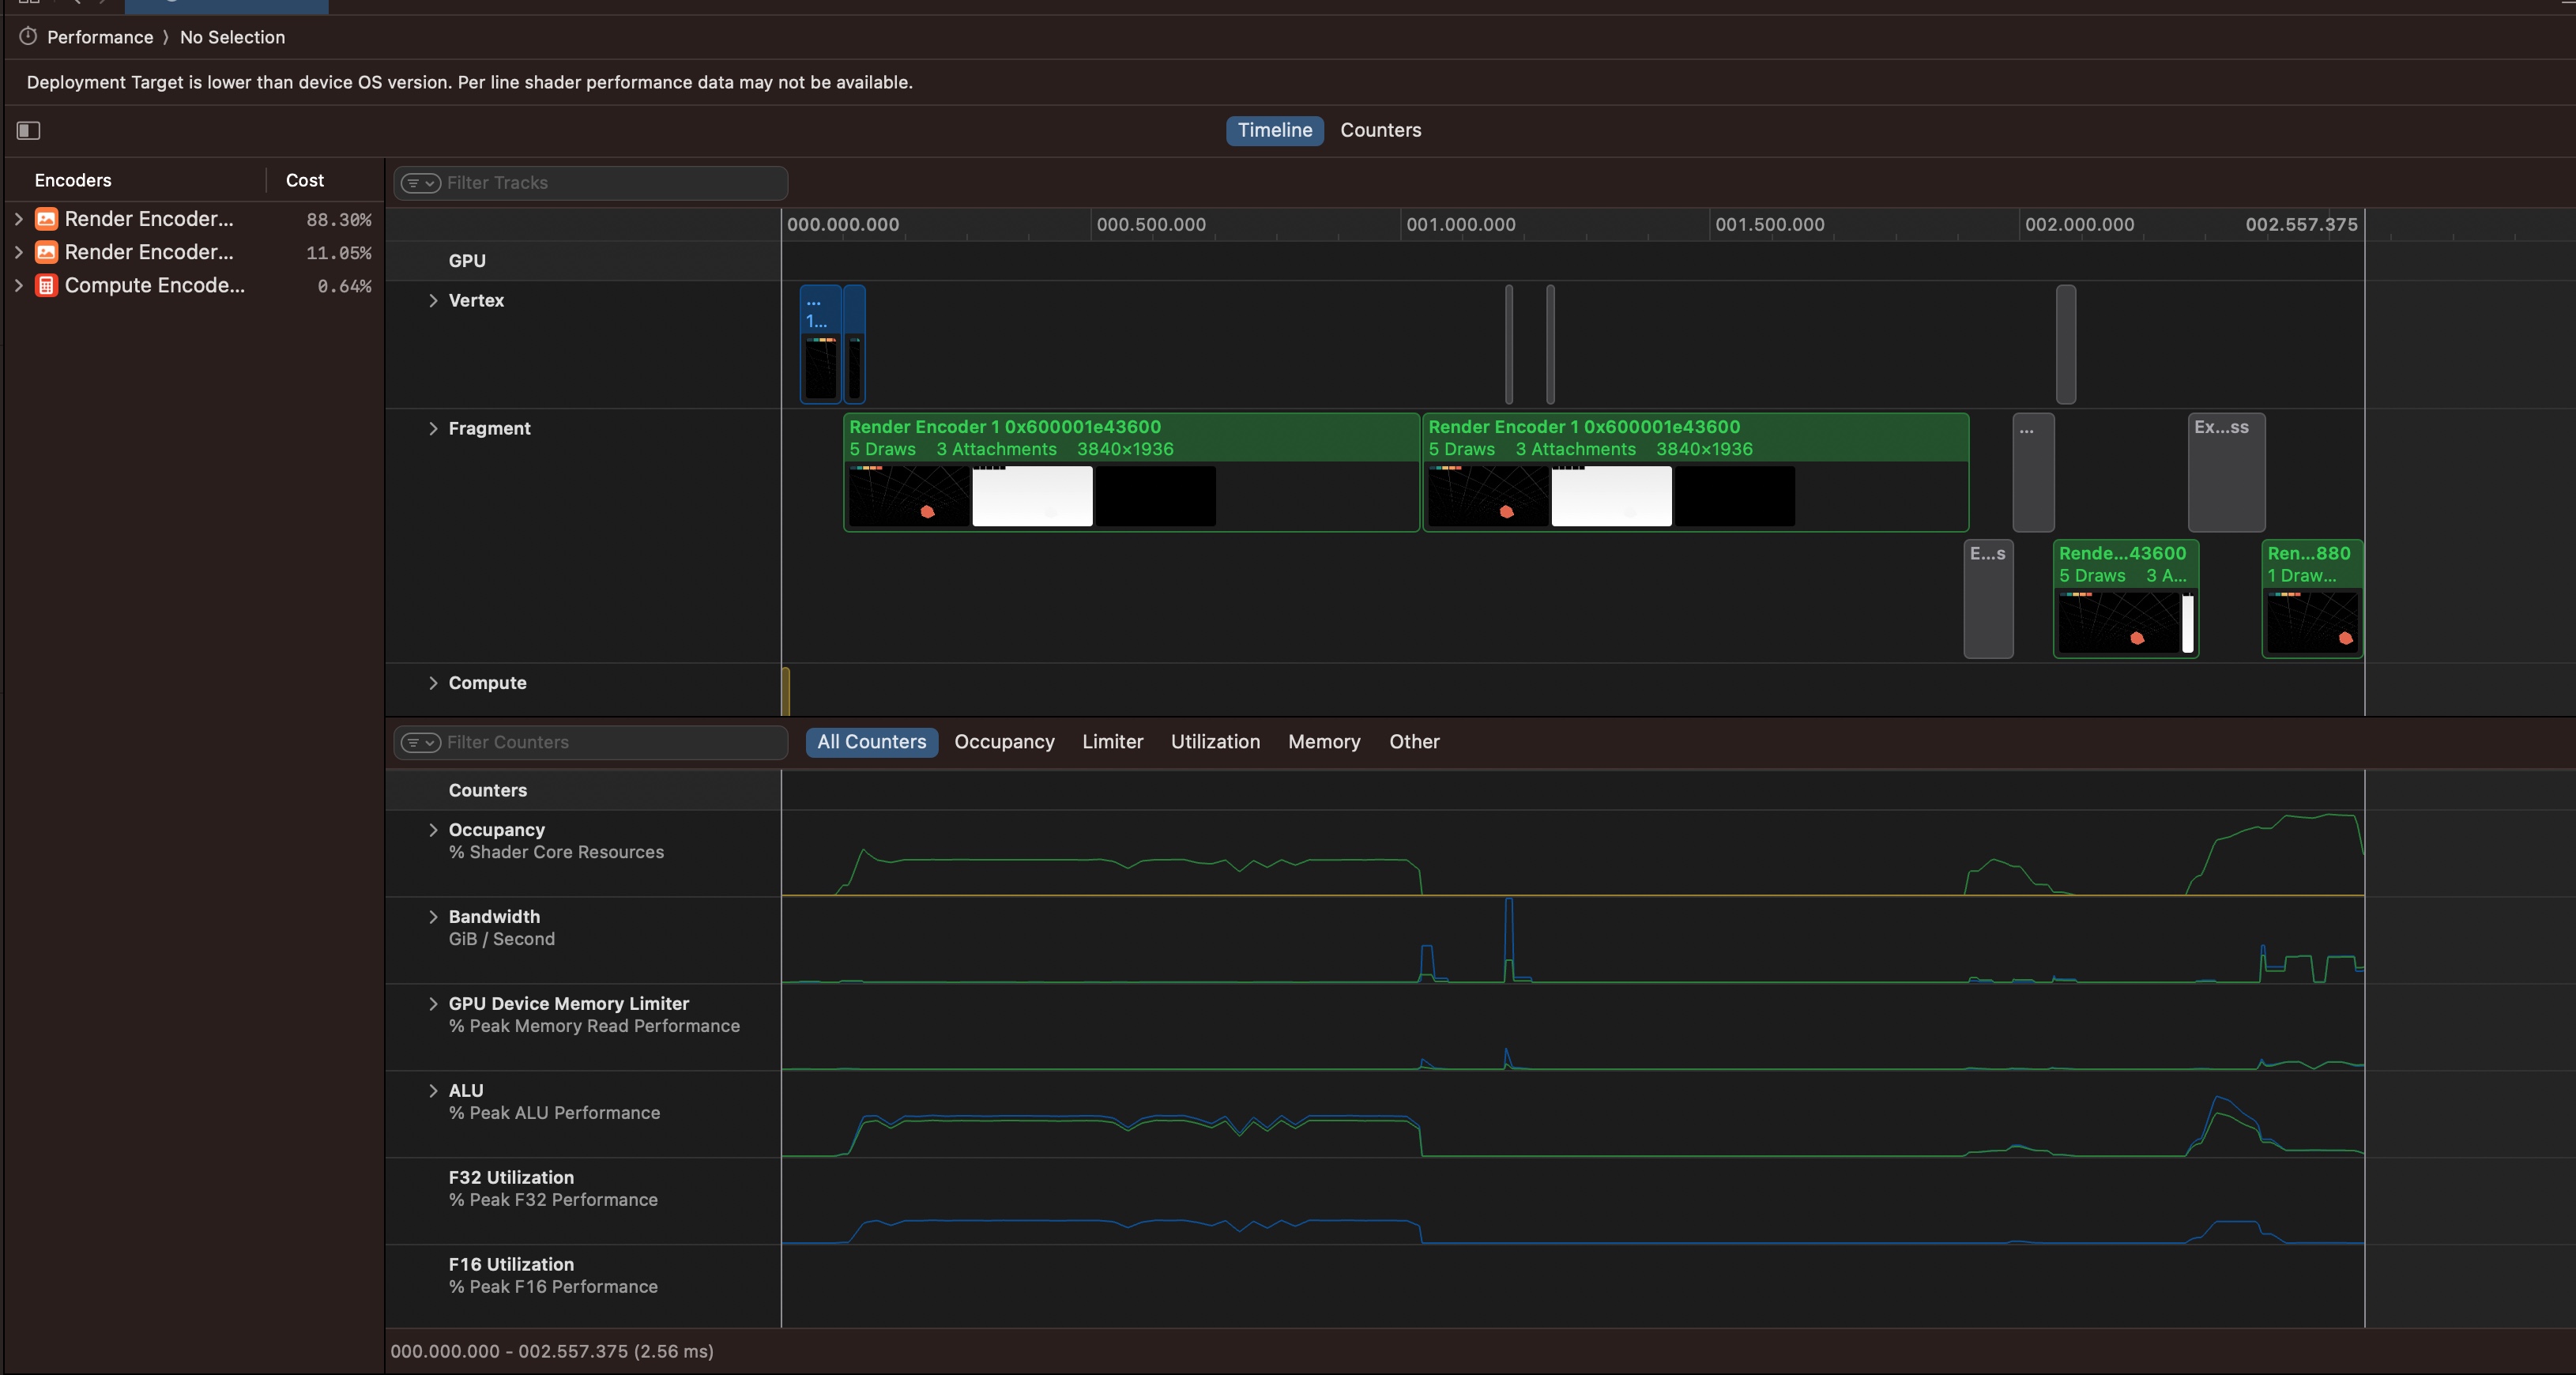 Performance 〉 No Selection
Deployment Target is lower than device OS version. Per line shader performance data may not be available.
Timeline Counters
Encoders Cost
Render Encoder... 88.30%
Render Encoder... 11.05%
Compute Encode... 0.64%
Filter Tracks
000.000.000 000.500.000 001.000.000 001.500.000 002.000.000 002.557.375
GPU
Vertex
...
1...
Fragment
Render Encoder 1 0x600001e43600
5 Draws 3 Attachments 3840×1936
Render Encoder 1 0x600001e43600
5 Draws 3 Attachments 3840×1936
...
Ex...ss
E...s
Rende...43600
5 Draws 3 A...
Ren...880
1 Draw...
Compute
Filter Counters
All Counters Occupancy Limiter Utilization Memory Other
Counters
Occupancy
% Shader Core Resources
Bandwidth
GiB / Second
GPU Device Memory Limiter
% Peak Memory Read Performance
ALU
% Peak ALU Performance
F32 Utilization
% Peak F32 Performance
F16 Utilization
% Peak F16 Performance
000.000.000 - 002.557.375 (2.56 ms)